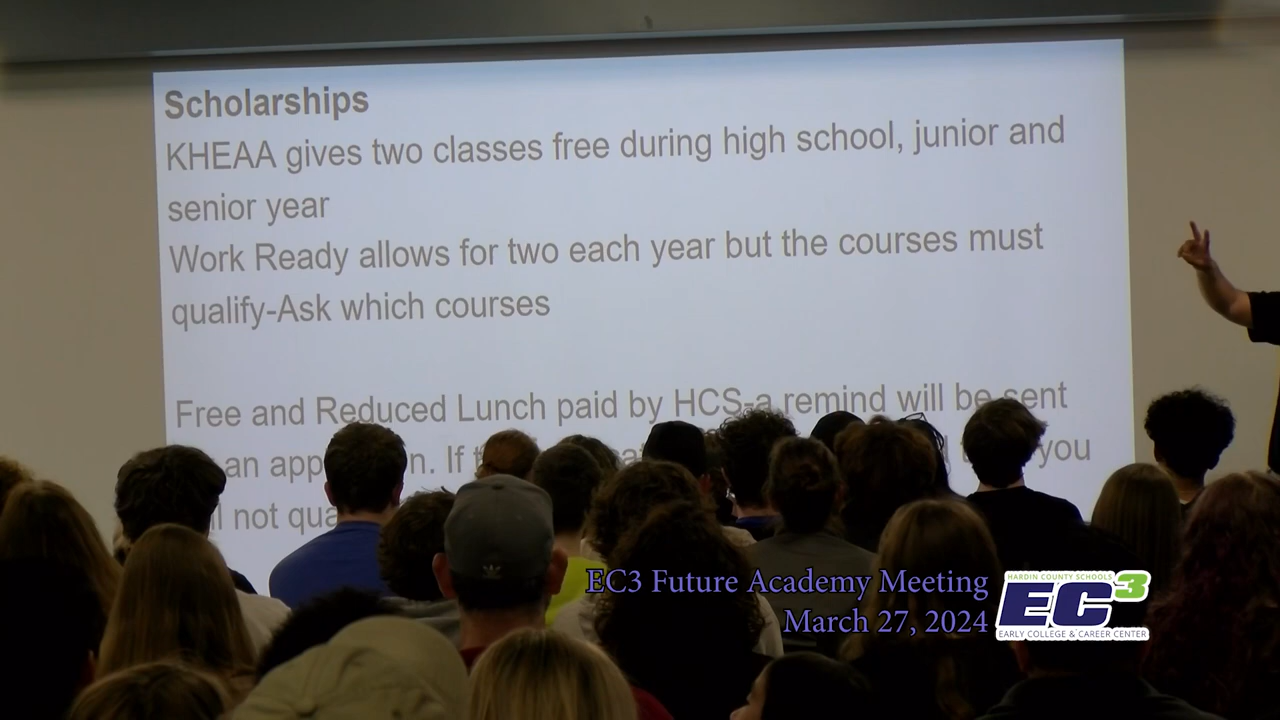 Scholarships
KHEAA gives two classes free during high school, junior and
senior year
Work Ready allows for two each year but the courses must
qualify-Ask which courses
Free and Reduced Lunch paid by HCS-a remind will be sent
an app n. If you
not qua
EC3 Future Academy Meeting
March 27, 2024
HARDIN COUNTY SCHOOLS
EC3
EARLY COLLEGE & CAREER CENTER